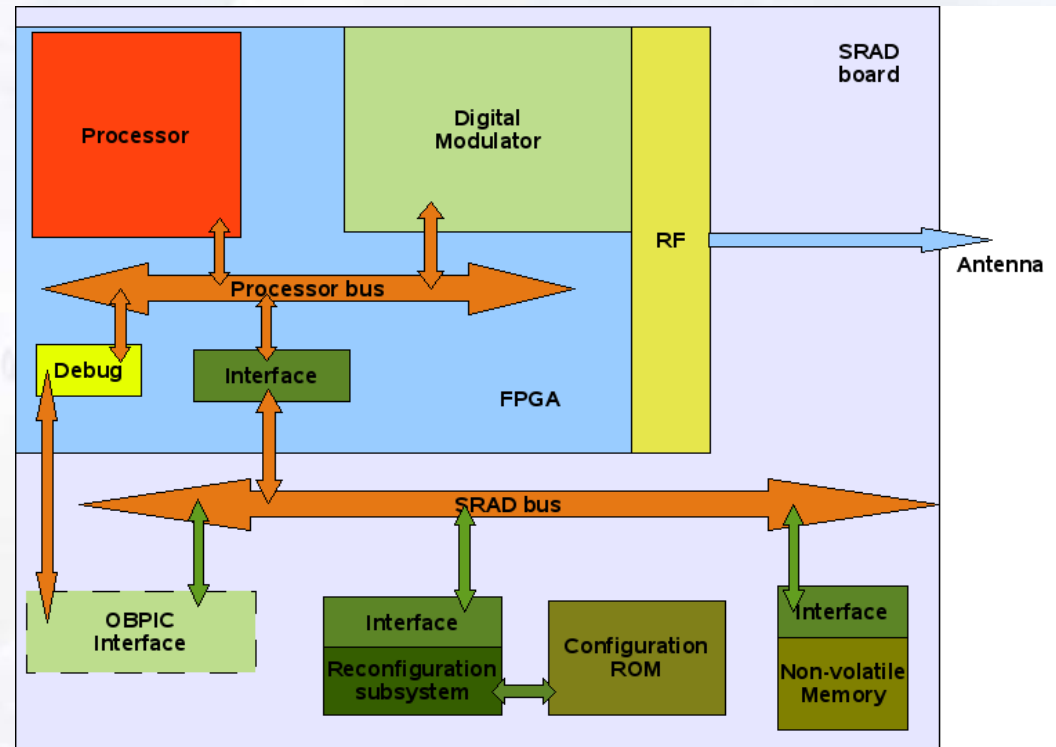 SRAD
board
Processor
Digital
Modulator
RF
Antenna
Processor bus
Debug
Interface
FPGA
SRAD bus
OBPIC
Interface
Interface
Reconfiguration
subsystem
Configuration
ROM
Interface
Non-volatile
Memory